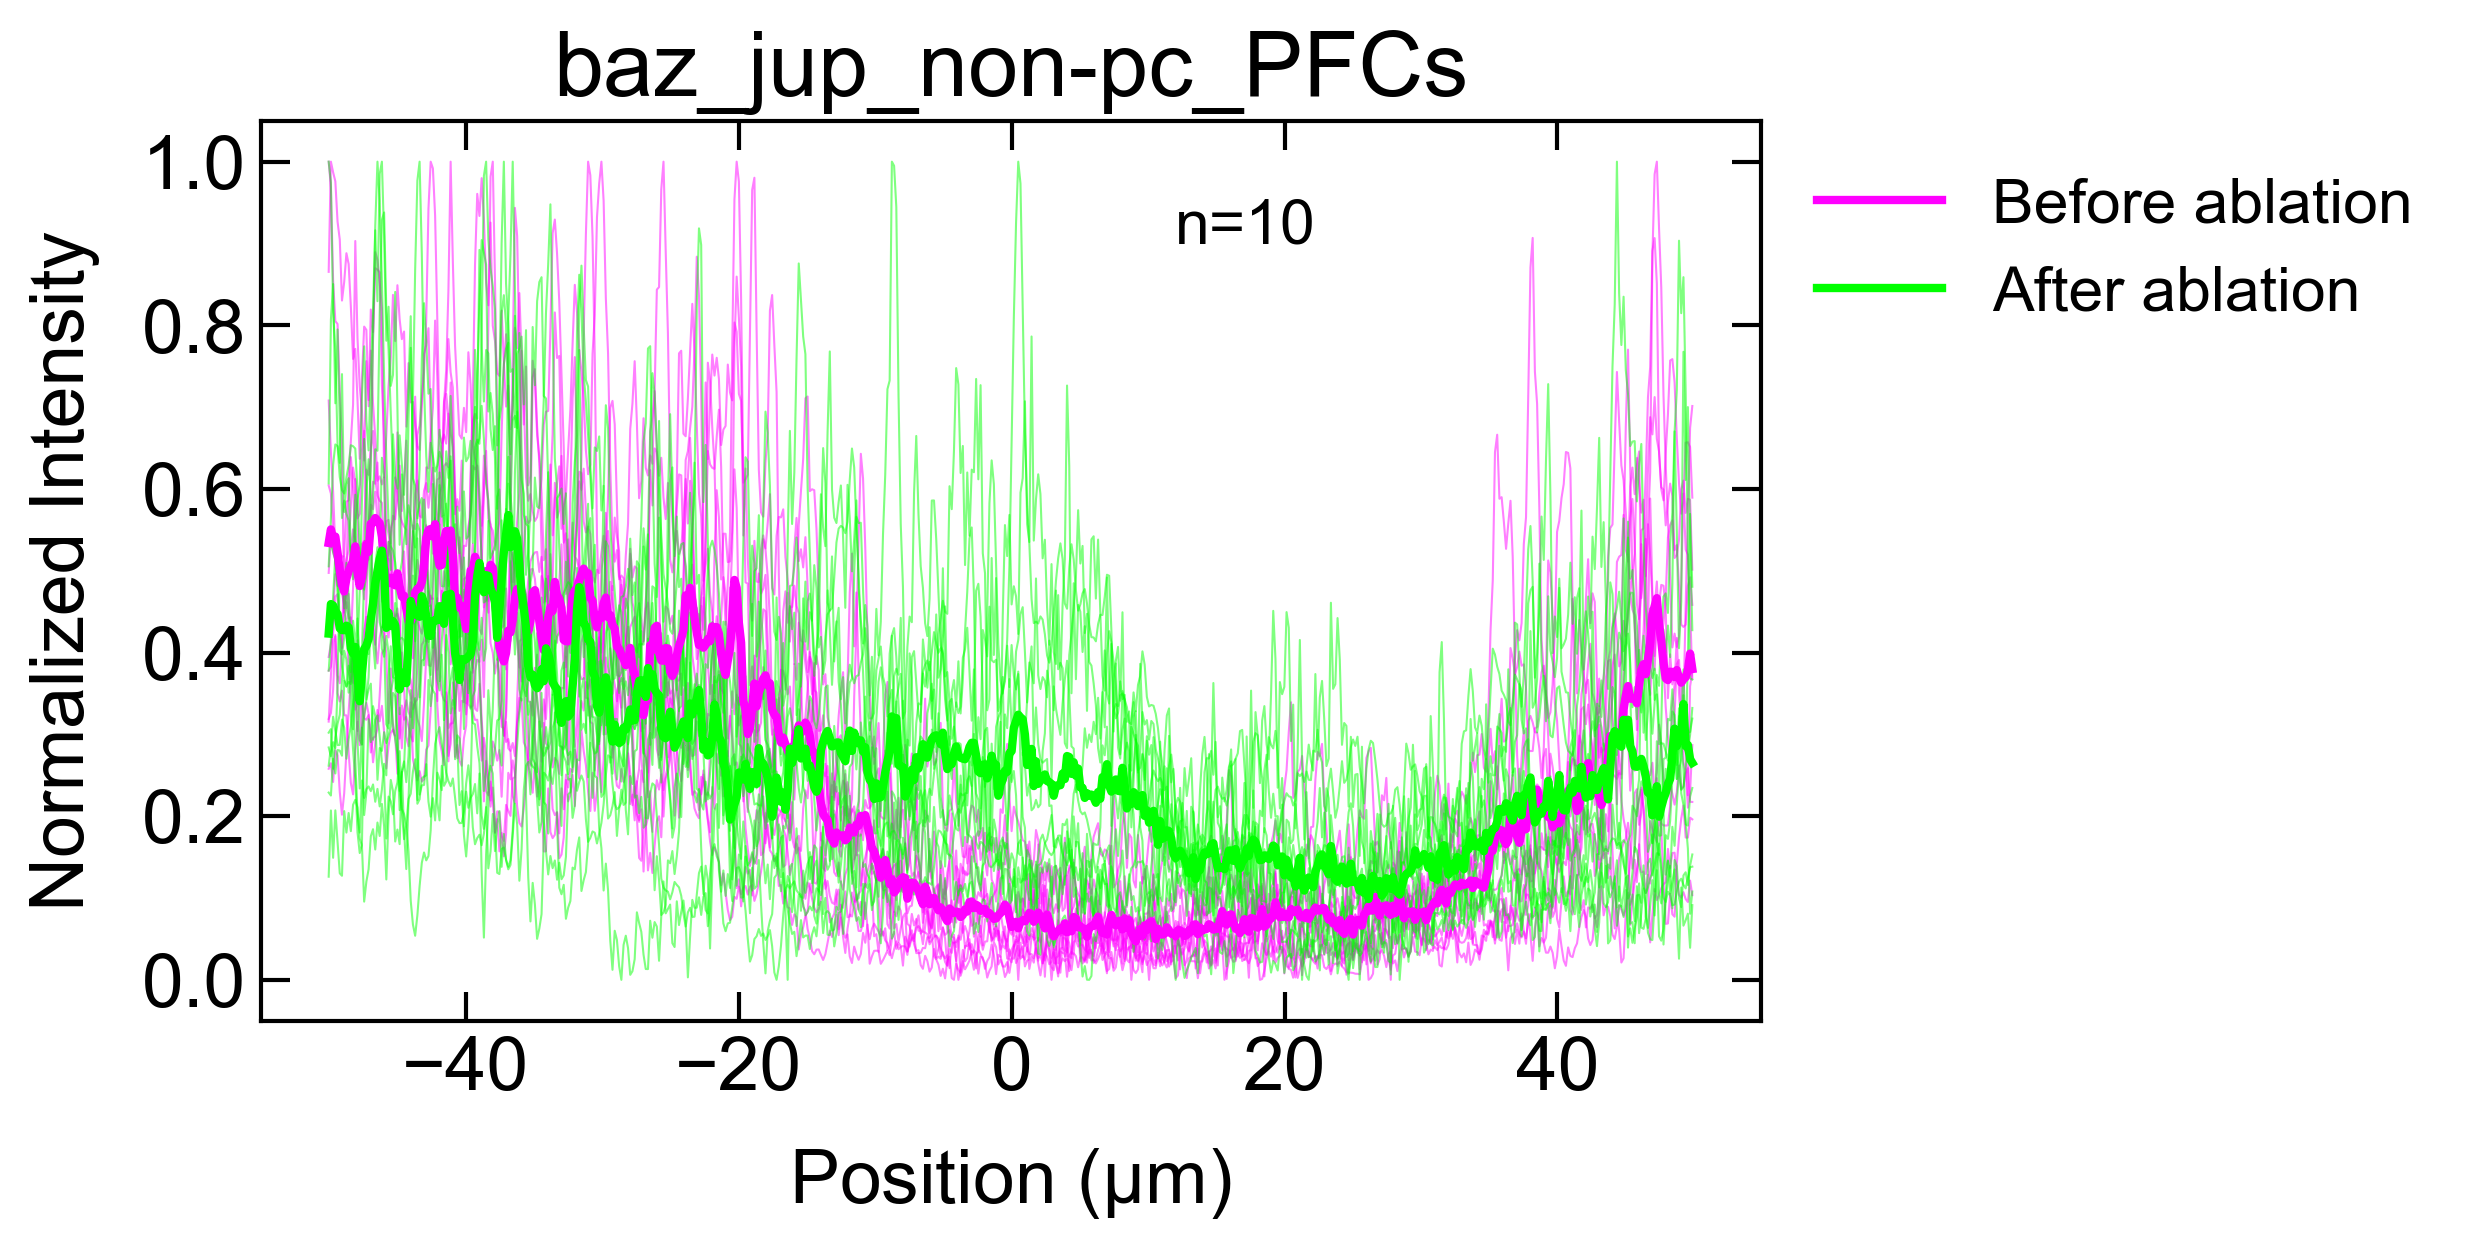 baz_jup_non-pc_PFCs
Normalized Intensity
1.0
0.8
0.6
0.4
0.2
0.0
n=10
Before ablation
After ablation
−40
−20
0
20
40
Position (µm)